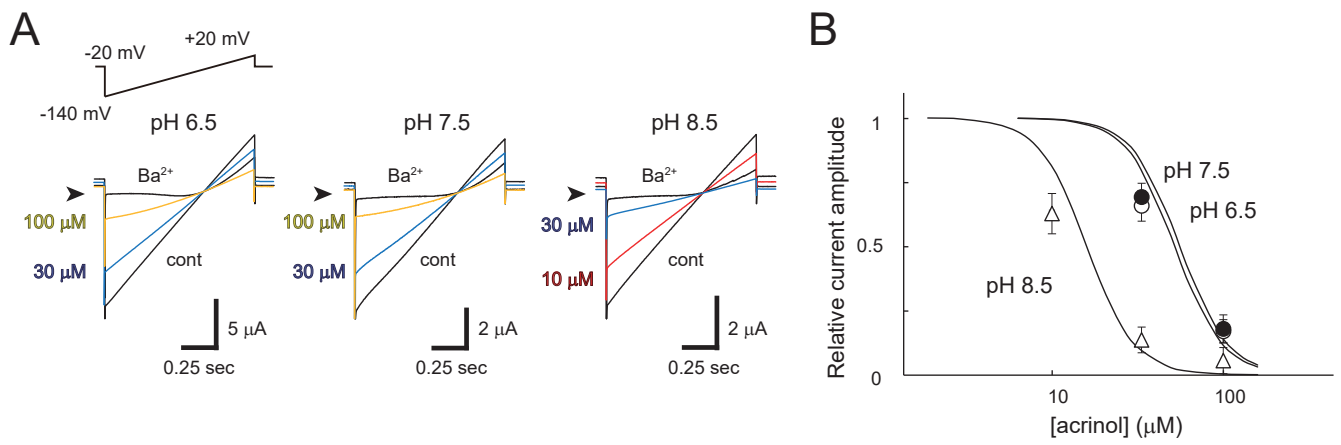 A
-20 mV
+20 mV
-140 mV
pH 6.5
Ba2+
100 μM
30 μM
cont
5 μA
0.25 sec
pH 7.5
Ba2+
100 μM
30 μM
cont
2 μA
0.25 sec
pH 8.5
Ba2+
30 μM
10 μM
cont
2 μA
0.25 sec
B
Relative current amplitude
1
0.5
0
pH 7.5
pH 6.5
pH 8.5
10
100
[acrinol] (μM)